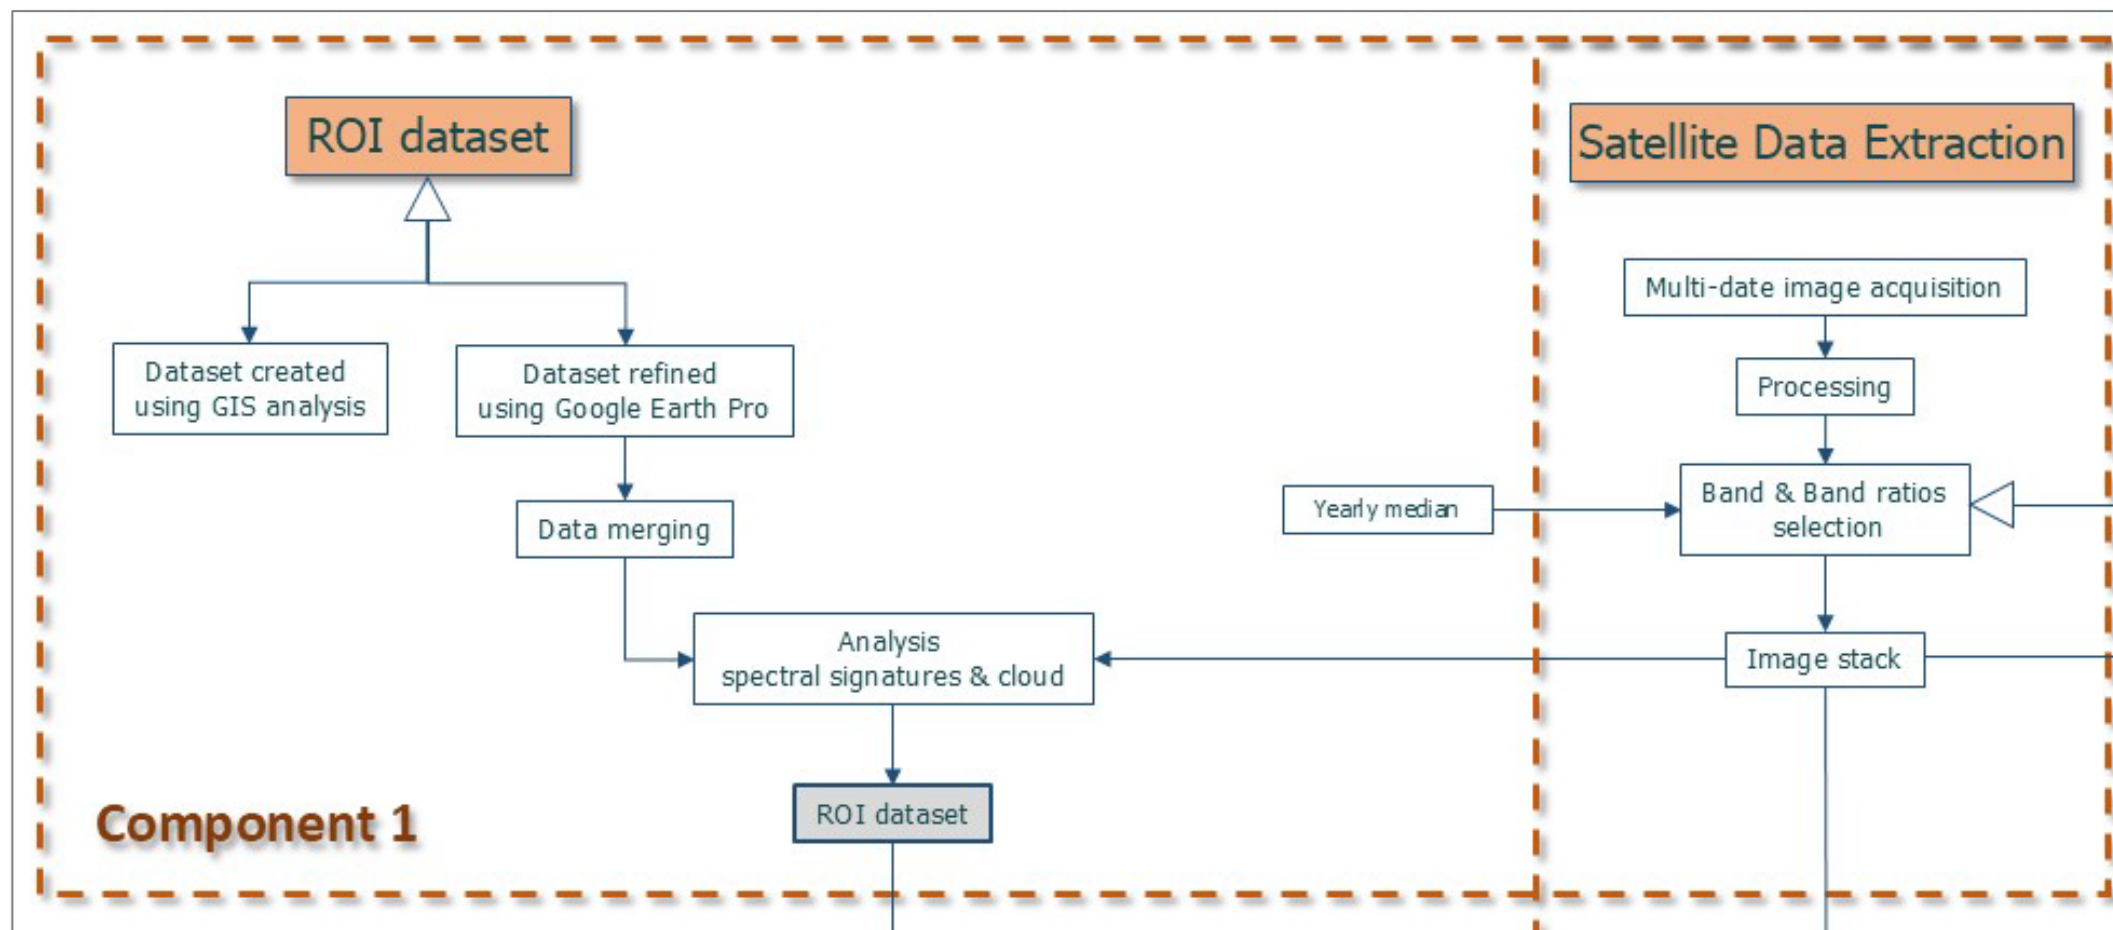 ROI dataset
Dataset created
using GIS analysis
Dataset refined
using Google Earth Pro
Data merging
Analysis
spectral signatures & cloud
ROI dataset
Component 1
Satellite Data Extraction
Multi-date image acquisition
Processing
Yearly median
Band & Band ratios
selection
Image stack